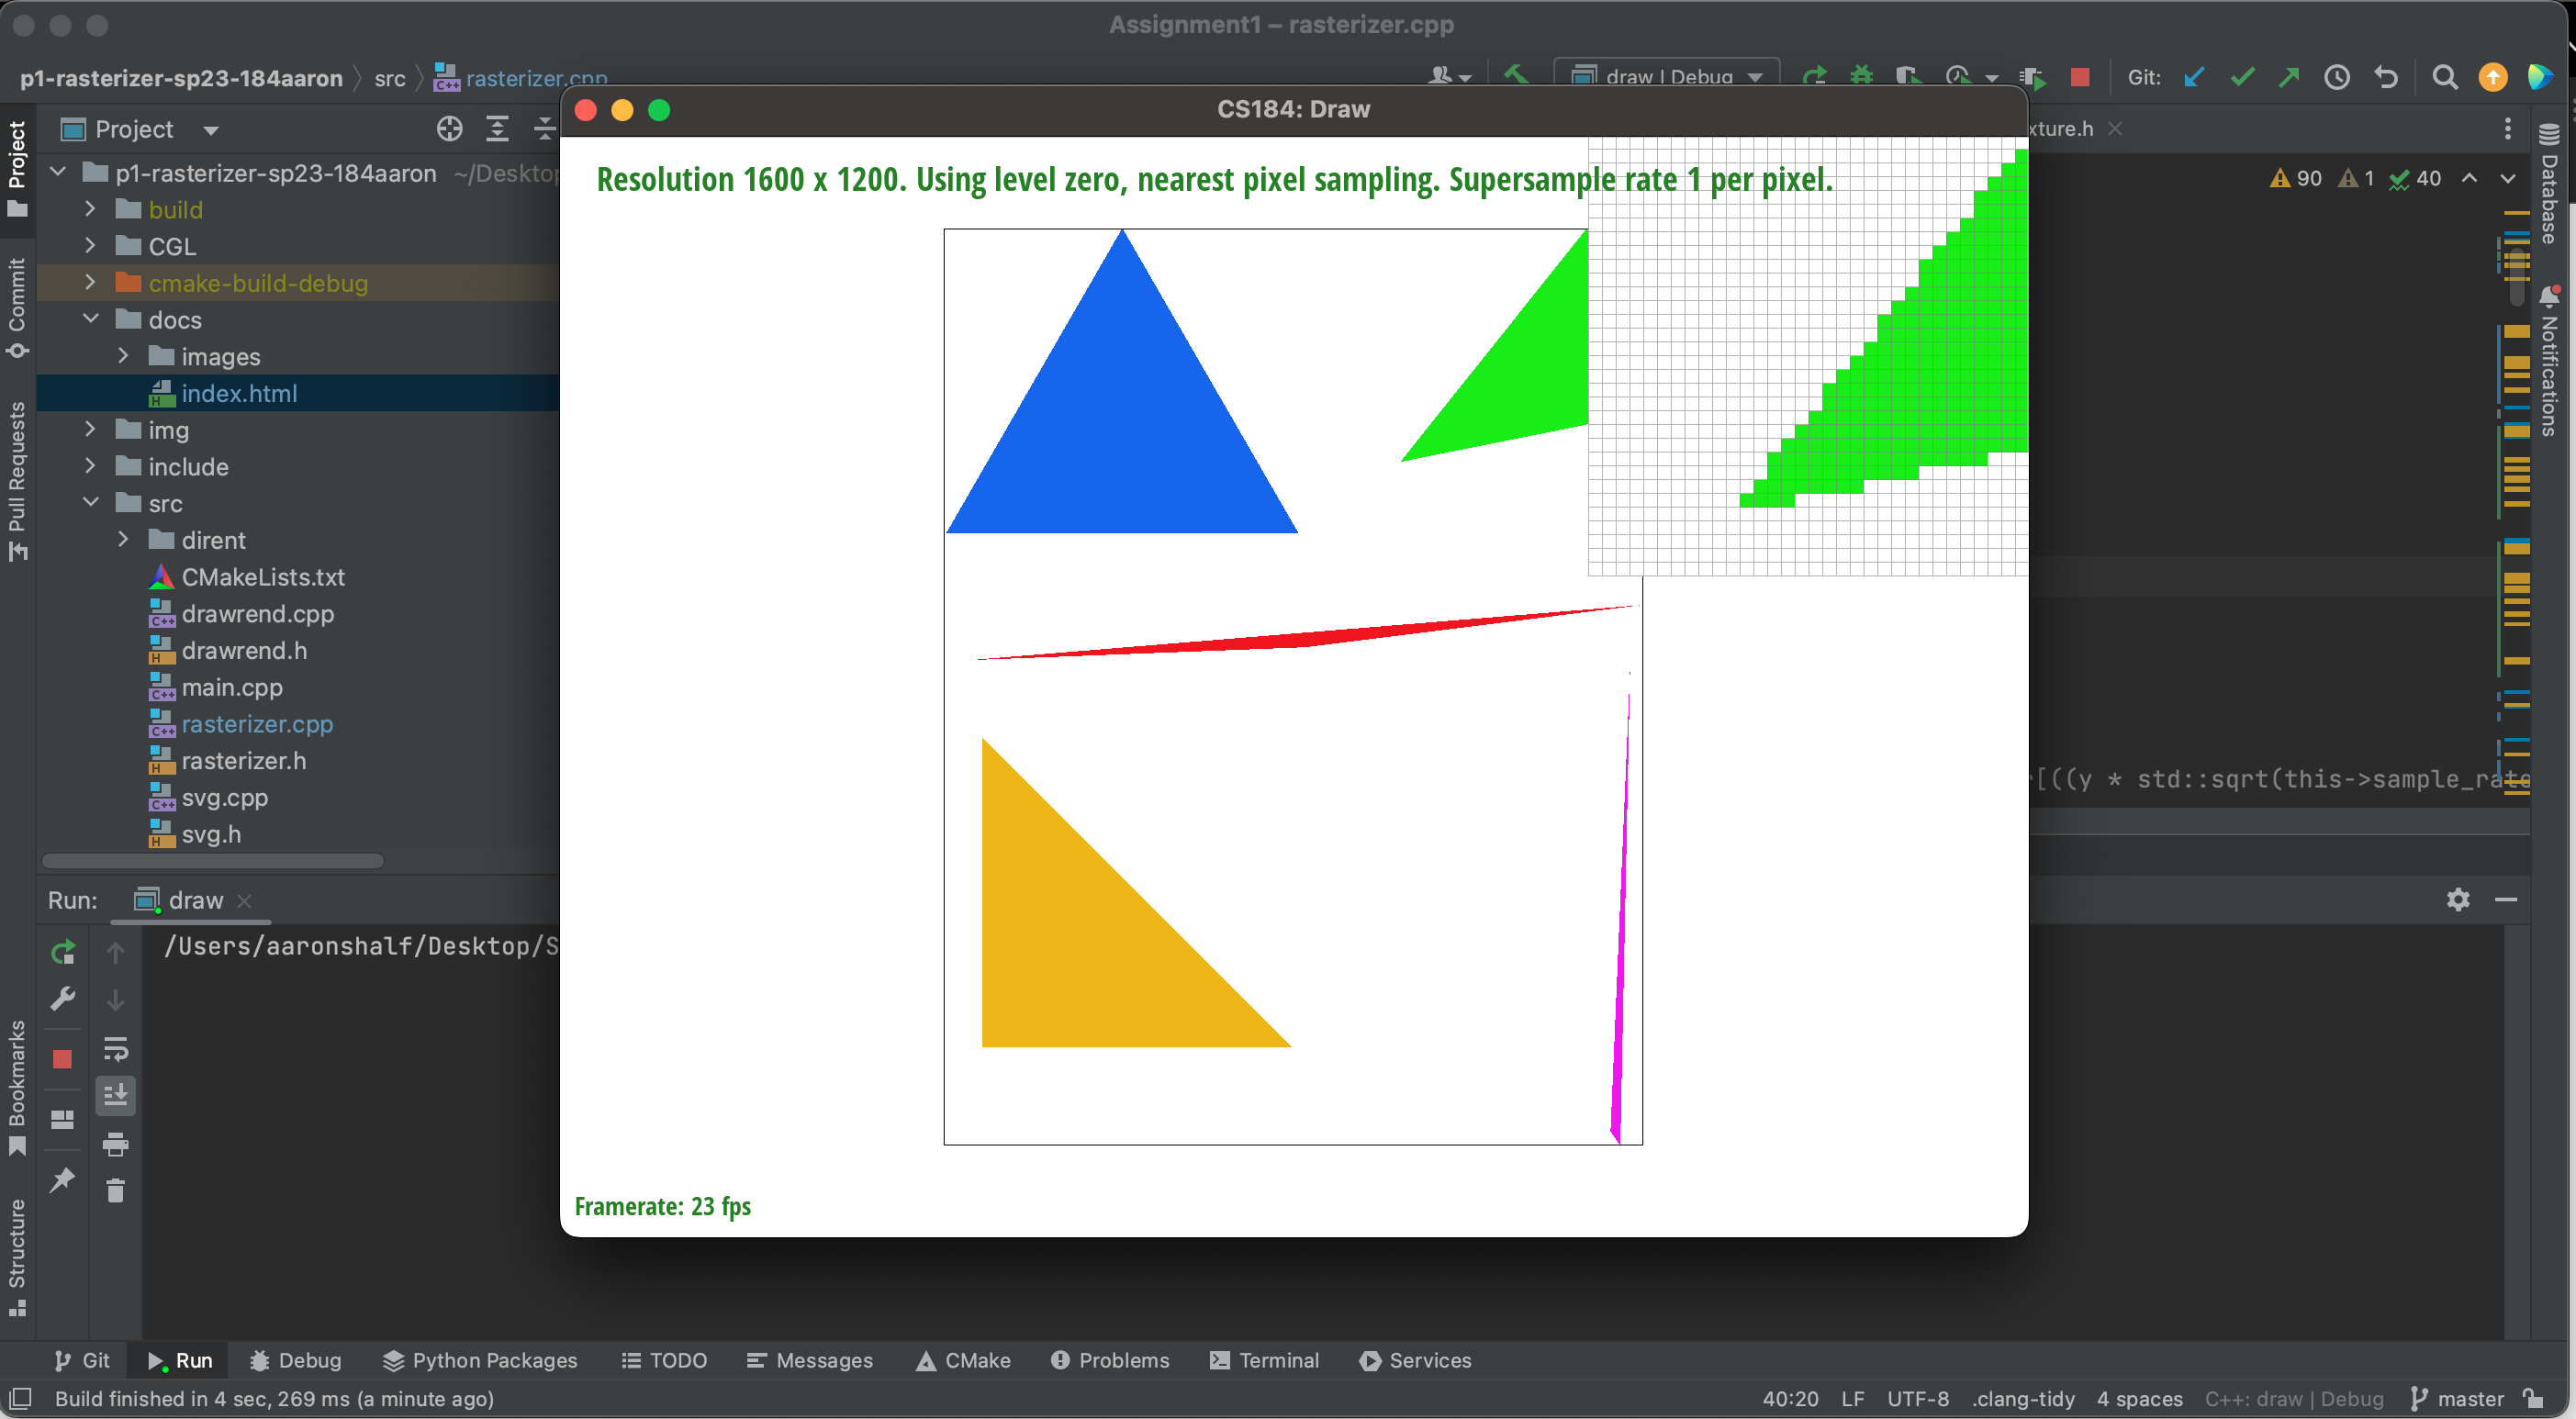 Assignment1 – rasterizer.cpp
p1-rasterizer-sp23-184aaron
src
rasterizer.cpp
draw | Debug
Git:
CS184: Draw
Project
Project
xture.h
Resolution 1600 x 1200. Using level zero, nearest pixel sampling. Supersample rate 1 per pixel.
90
1
40
p1-rasterizer-sp23-184aaron ~/Desktop
build
CGL
cmake-build-debug
docs
images
index.html
img
include
src
dirent
CMakeLists.txt
drawrend.cpp
drawrend.h
main.cpp
rasterizer.cpp
rasterizer.h
svg.cpp
svg.h
Commit
Pull Requests
Bookmarks
Structure
Database
Notifications
[((y * std::sqrt(this->sample_rate
Run:
draw
/Users/aaronshalf/Desktop/S
Framerate: 23 fps
Git
Run
Debug
Python Packages
TODO
Messages
CMake
Problems
Terminal
Services
Build finished in 4 sec, 269 ms (a minute ago)
40:20
LF
UTF-8
.clang-tidy
4 spaces
C++: draw | Debug
master